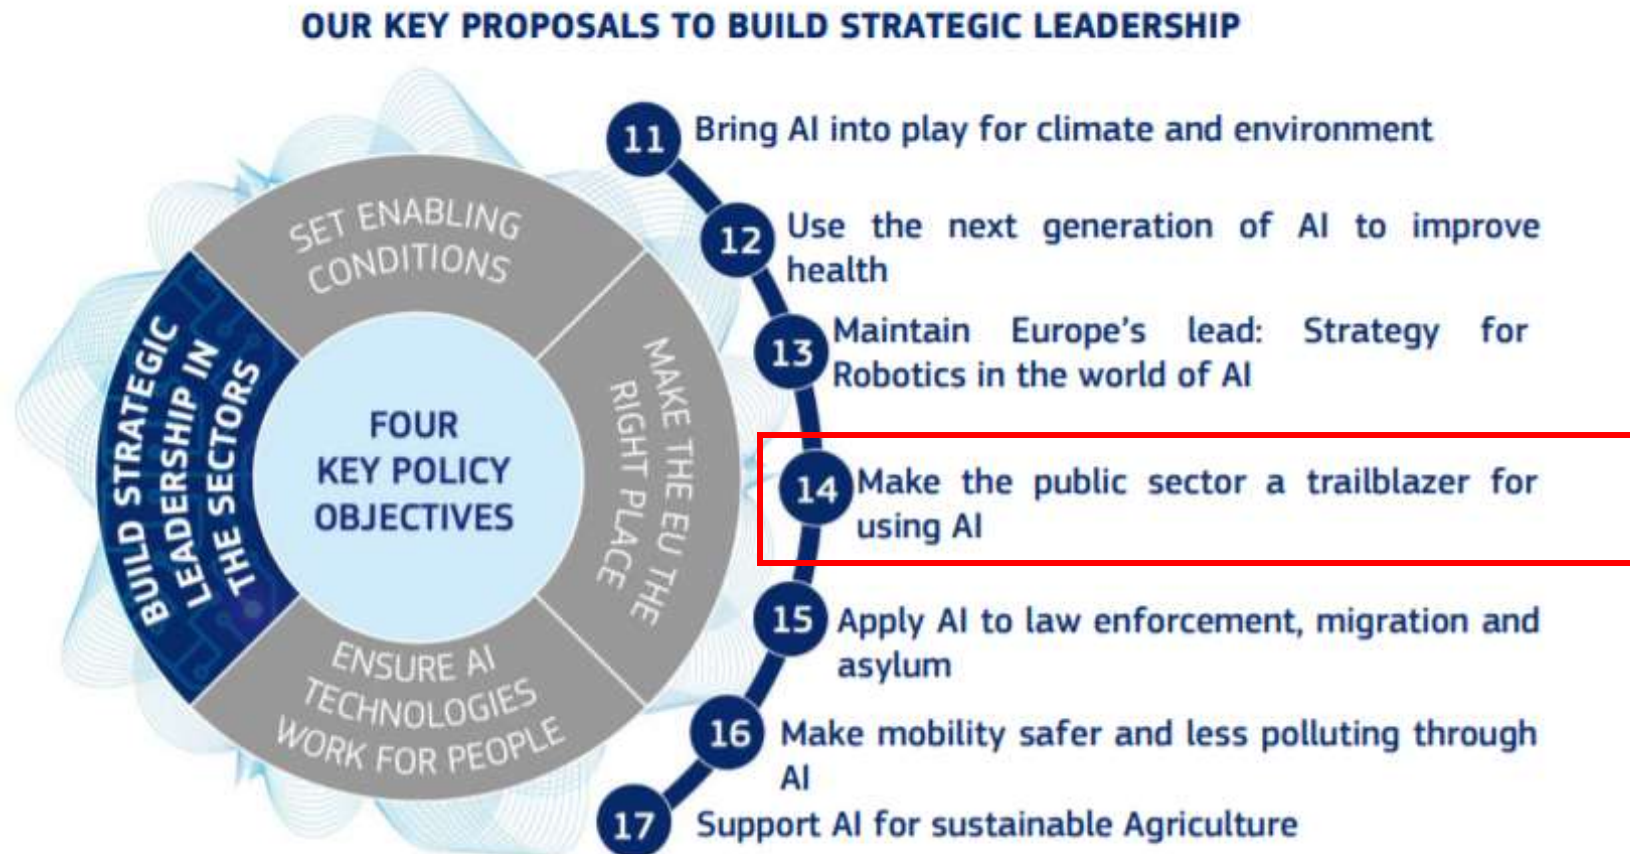 OUR KEY PROPOSALS TO BUILD STRATEGIC LEADERSHIP
SET ENABLING
CONDITIONS
MAKE THE EU THE
RIGHT PLACE
ENSURE AI
TECHNOLOGIES
WORK FOR PEOPLE
BUILD STRATEGIC
LEADERSHIP IN
THE SECTORS
FOUR
KEY POLICY
OBJECTIVES
11 Bring AI into play for climate and environment
12 Use the next generation of AI to improve
health
13 Maintain Europe's lead: Strategy for
Robotics in the world of AI
14 Make the public sector a trailblazer for
using AI
15 Apply AI to law enforcement, migration and
asylum
16 Make mobility safer and less polluting through
AI
17 Support AI for sustainable Agriculture